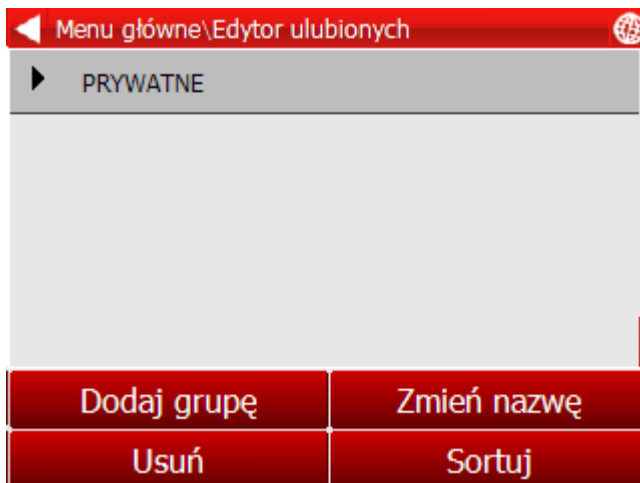 Menu główne\Edytor ulubionych
PRYWATNE
Dodaj grupę
Zmień nazwę
Usuń
Sortuj